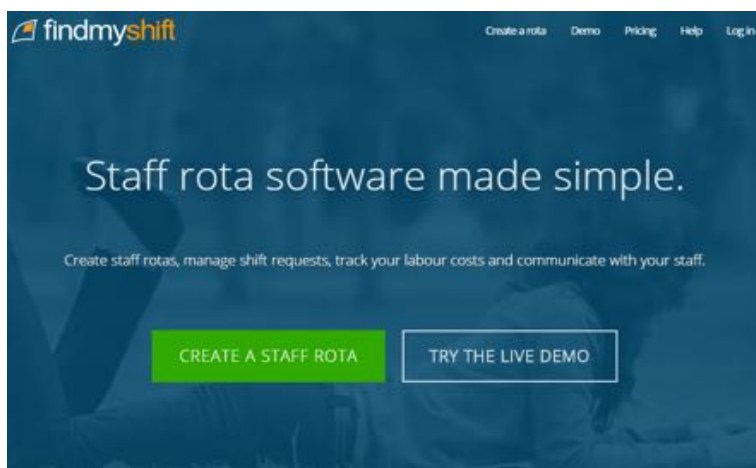 findmyshift
Create a rota Demo Pricing Help Log in
Staff rota software made simple.
Create staff rotas, manage shift requests, track your labour costs and communicate with your staff.
CREATE A STAFF ROTA TRY THE LIVE DEMO